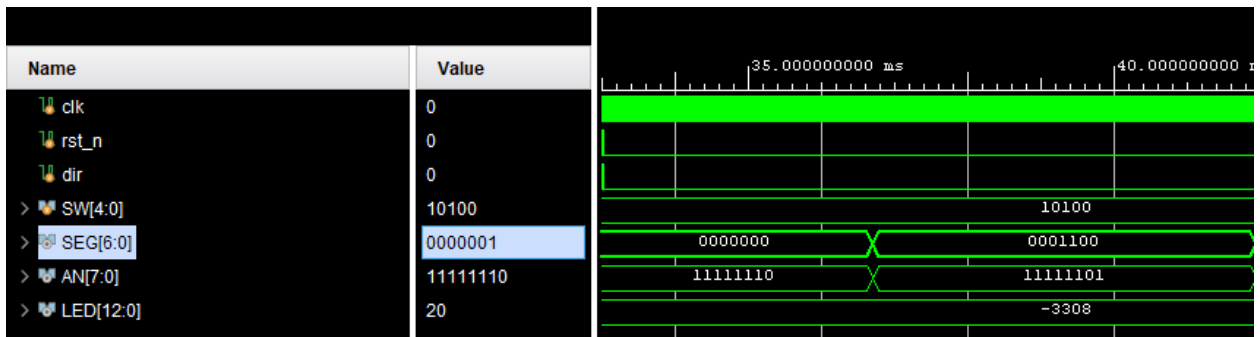 Name Value
35.000000000 ms 40.000000000
clk 0
rst_n 0
dir 0
SW[4:0] 10100 10100
SEG[6:0] 0000001 0000000 0001100
AN[7:0] 11111110 11111110 11111101
LED[12:0] 20 -3308